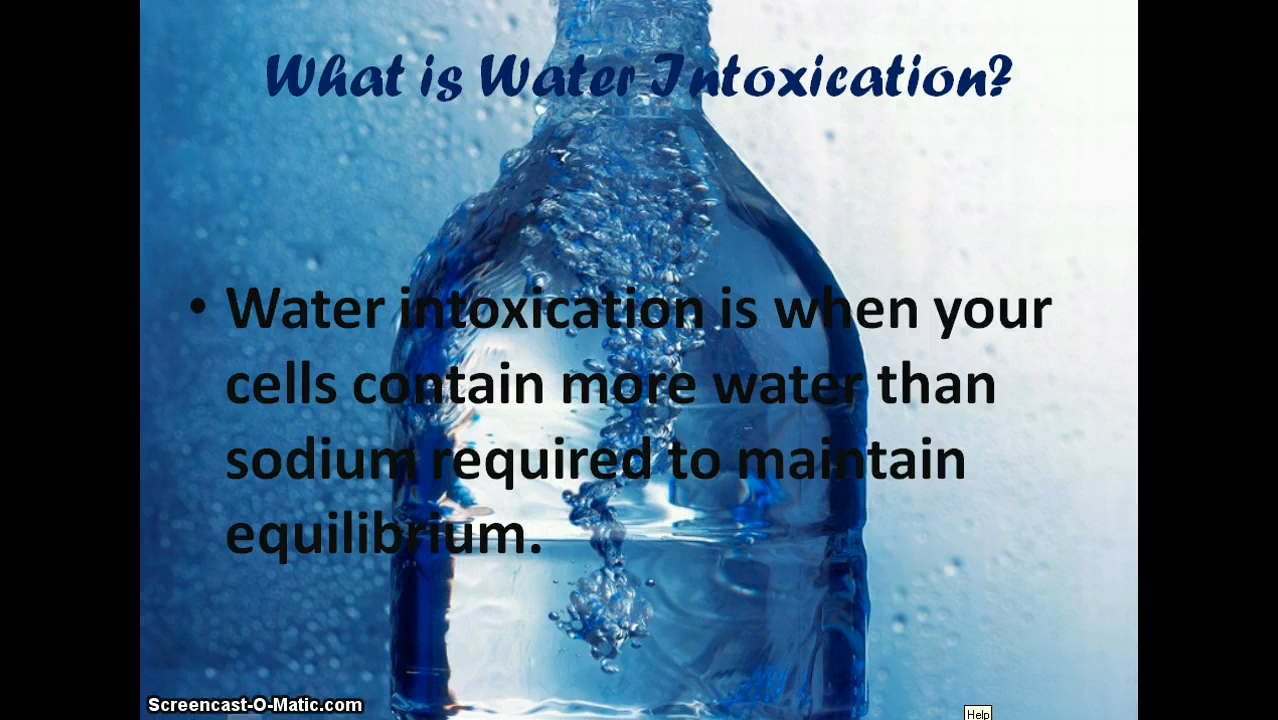 What is Water Intoxication?
• Water intoxication is when your
cells contain more water than
sodium required to maintain
equilibrium.
Screencast-O-Matic.com
Help